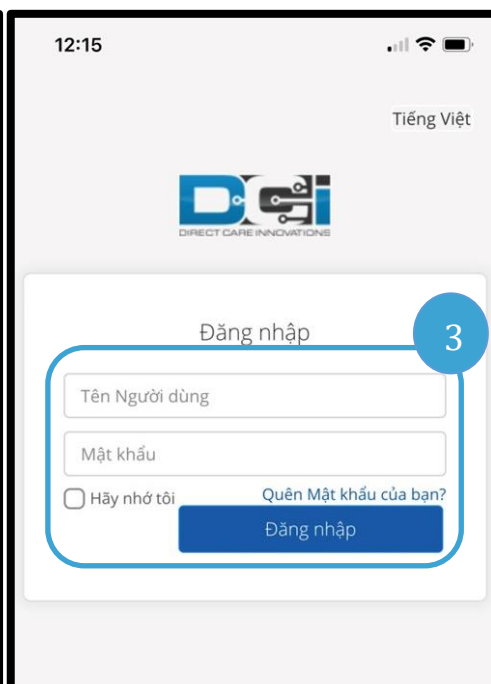 12:15
Tiếng Việt
DCi
DIRECT CARE INNOVATIONS
Đăng nhập
3
Tên Người dùng
Mật khẩu
Hãy nhớ tôi
Quên Mật khẩu của bạn?
Đăng nhập